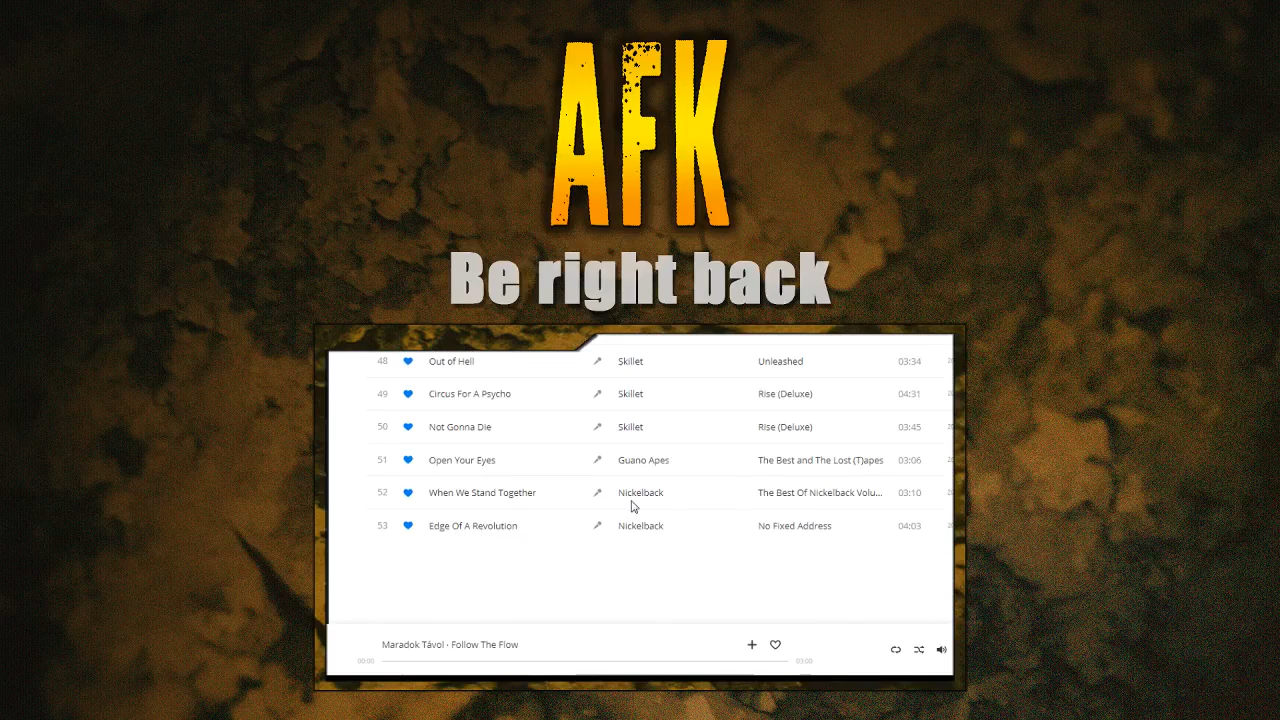 AFK
Be right back
48 Out of Hell Skillet Unleashed 03:34
49 Circus For A Psycho Skillet Rise (Deluxe) 04:31
50 Not Gonna Die Skillet Rise (Deluxe) 03:45
51 Open Your Eyes Guano Apes The Best and The Lost (T)apes 03:06
52 When We Stand Together Nickelback The Best Of Nickelback Volu... 03:10
53 Edge Of A Revolution Nickelback No Fixed Address 04:03
Maradok Távol · Follow The Flow
00:00 03:00